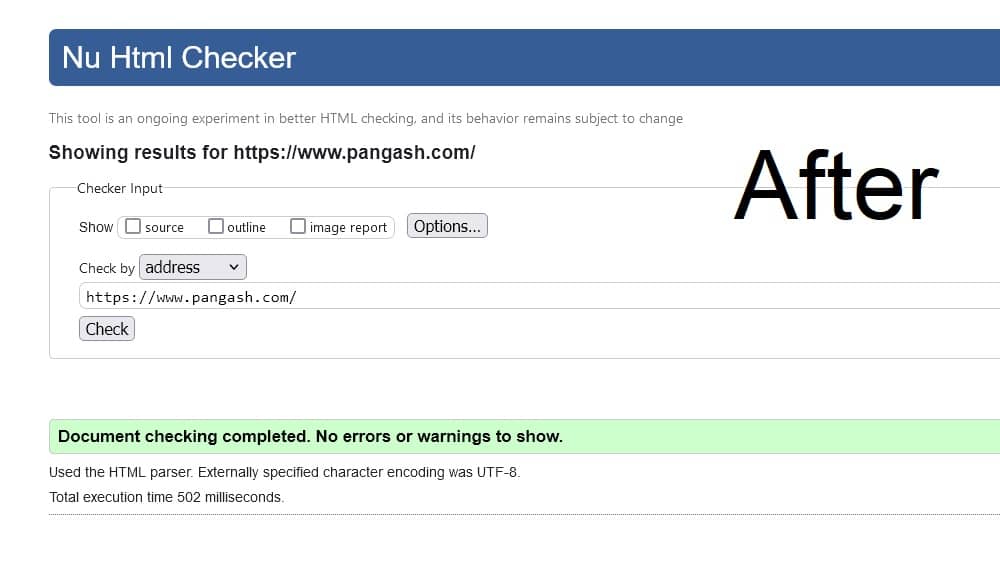 Nu Html Checker
This tool is an ongoing experiment in better HTML checking, and its behavior remains subject to change
Showing results for https://www.pangash.com/
After
Checker Input
Show source outline image report Options...
Check by address
https://www.pangash.com/
Check
Document checking completed. No errors or warnings to show.
Used the HTML parser. Externally specified character encoding was UTF-8.
Total execution time 502 milliseconds.